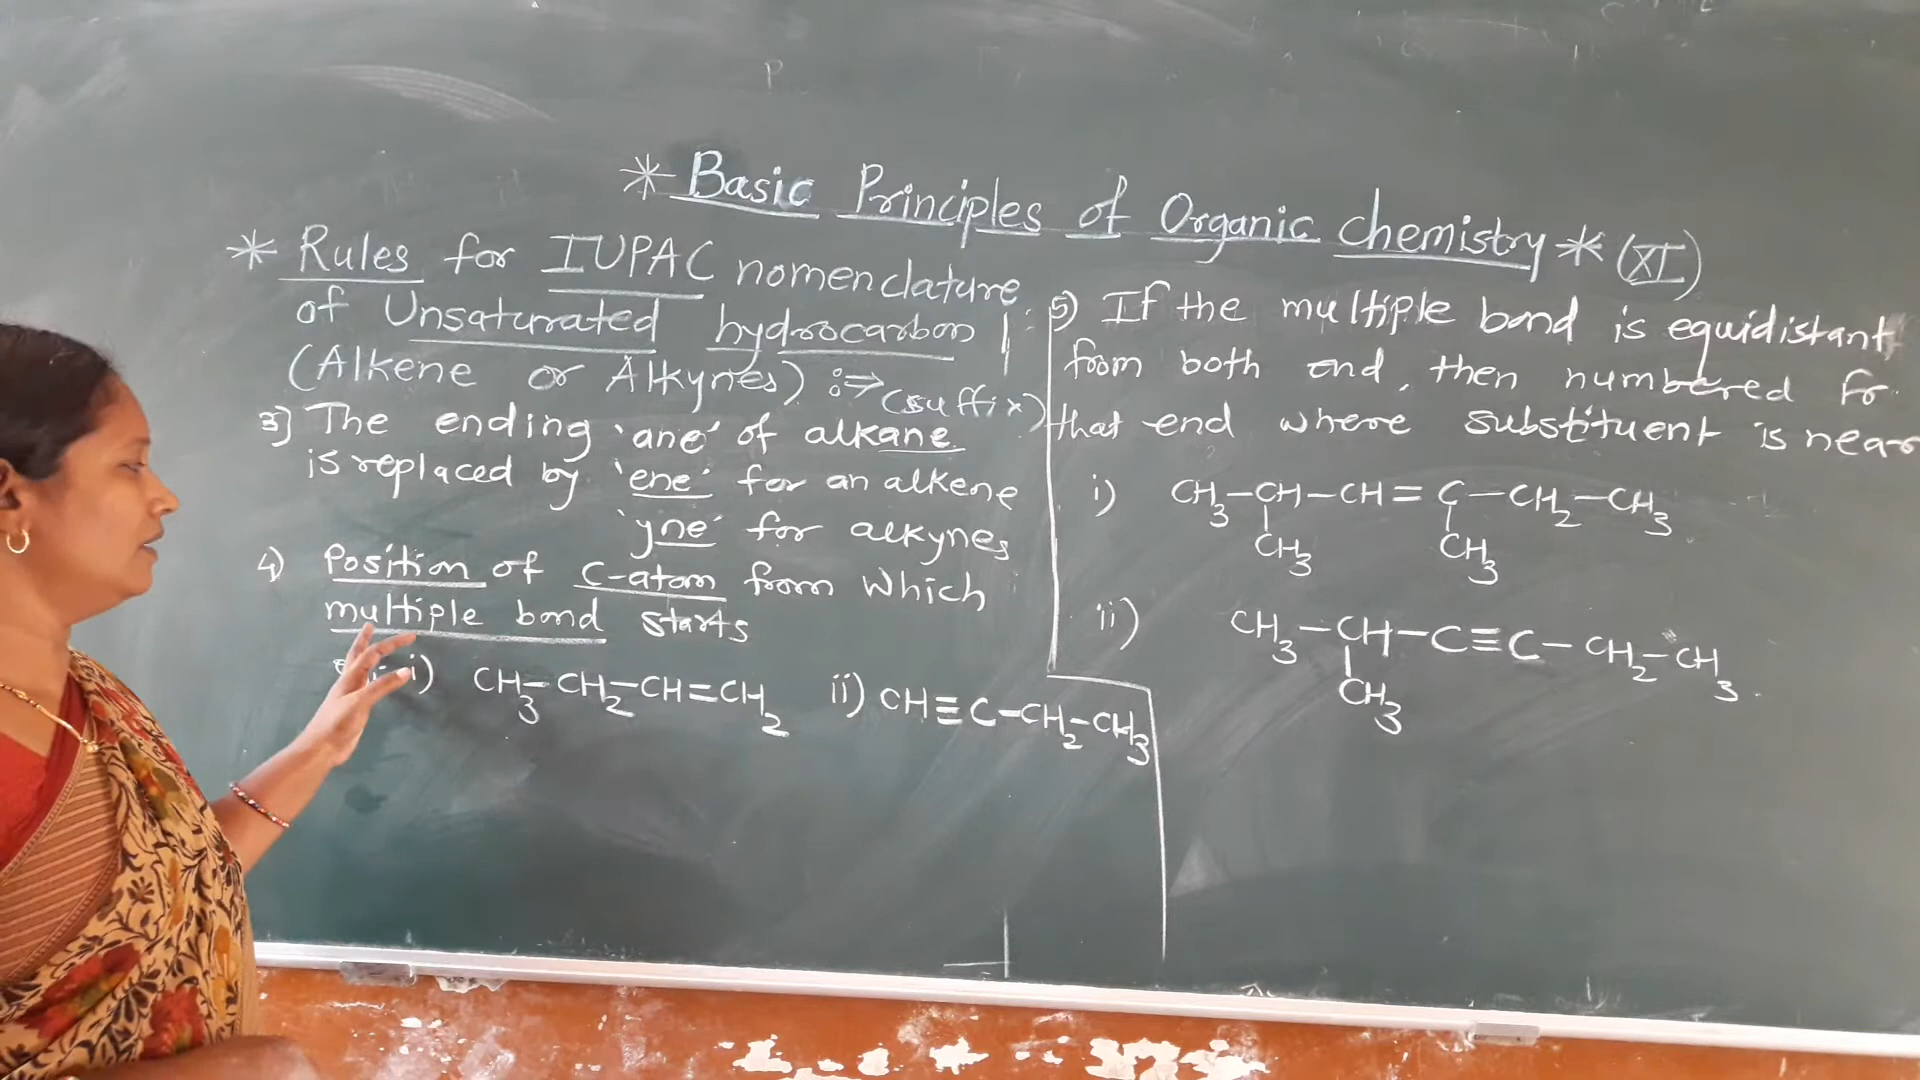 * Basic Principles of Organic chemistry * (XI)
* Rules for IUPAC nomenclature
of Unsaturated hydrocarbon
(Alkene or Alkynes) :⇒ (suffix)
3) The ending 'ane' of alkane
is replaced by 'ene' for an alkene
'yne' for alkynes
4) Position of C-atom from which
multiple bond starts
i) CH₃-CH₂-CH=CH₂ ii) CH≡C-CH₂-CH₃
5) If the multiple bond is equidistant
from both end, then numbered
that end where substituent is near
i) CH₃-CH-CH=C-CH₂-CH₃
CH₃ CH₃
ii) CH₃-CH-C≡C-CH₂-CH₃
CH₃